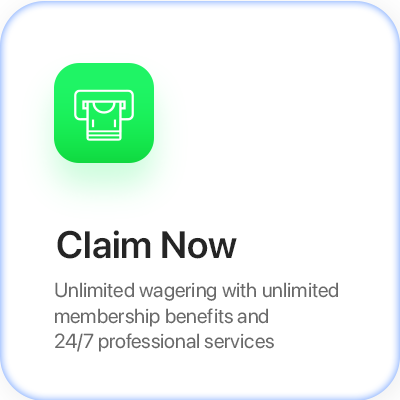 Claim Now
Unlimited wagering with unlimited
membership benefits and
24/7 professional services